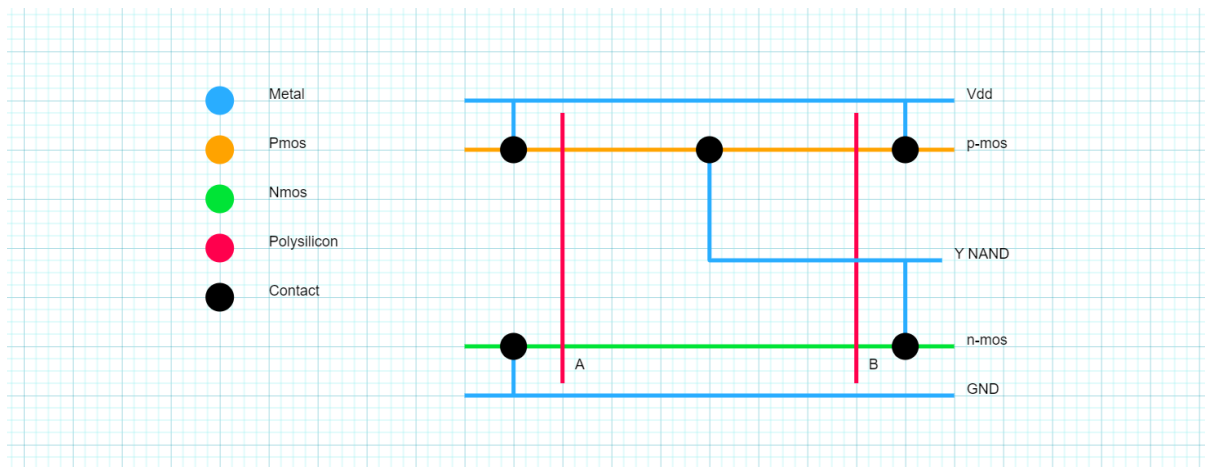 Metal
Pmos
Nmos
Polysilicon
Contact
Vdd
p-mos
Y NAND
n-mos
A
B
GND